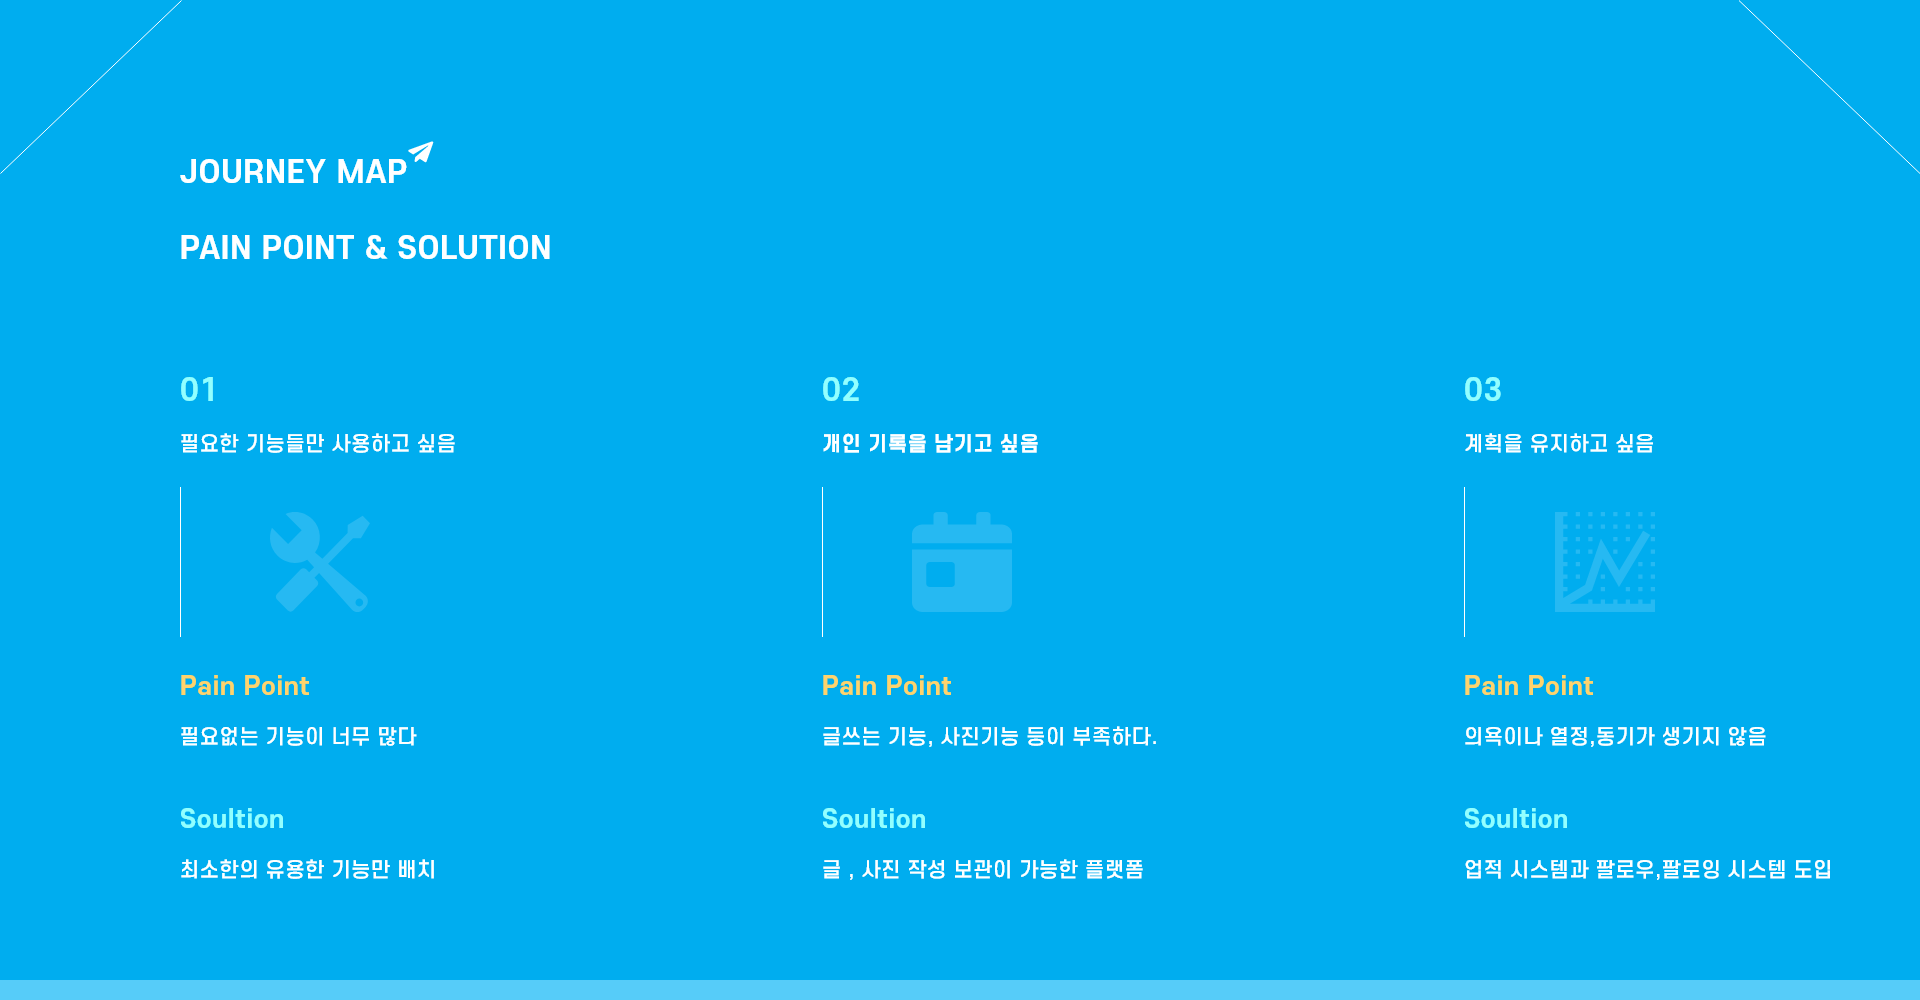 JOURNEY MAP
PAIN POINT & SOLUTION
01
필요한 기능들만 사용하고 싶음
Pain Point
필요없는 기능이 너무 많다
Soultion
최소한의 유용한 기능만 배치
02
개인 기록을 남기고 싶음
Pain Point
글쓰는 기능, 사진기능 등이 부족하다.
Soultion
글 , 사진 작성 보관이 가능한 플랫폼
03
계획을 유지하고 싶음
Pain Point
의욕이나 열정,동기가 생기지 않음
Soultion
업적 시스템과 팔로우,팔로잉 시스템 도입